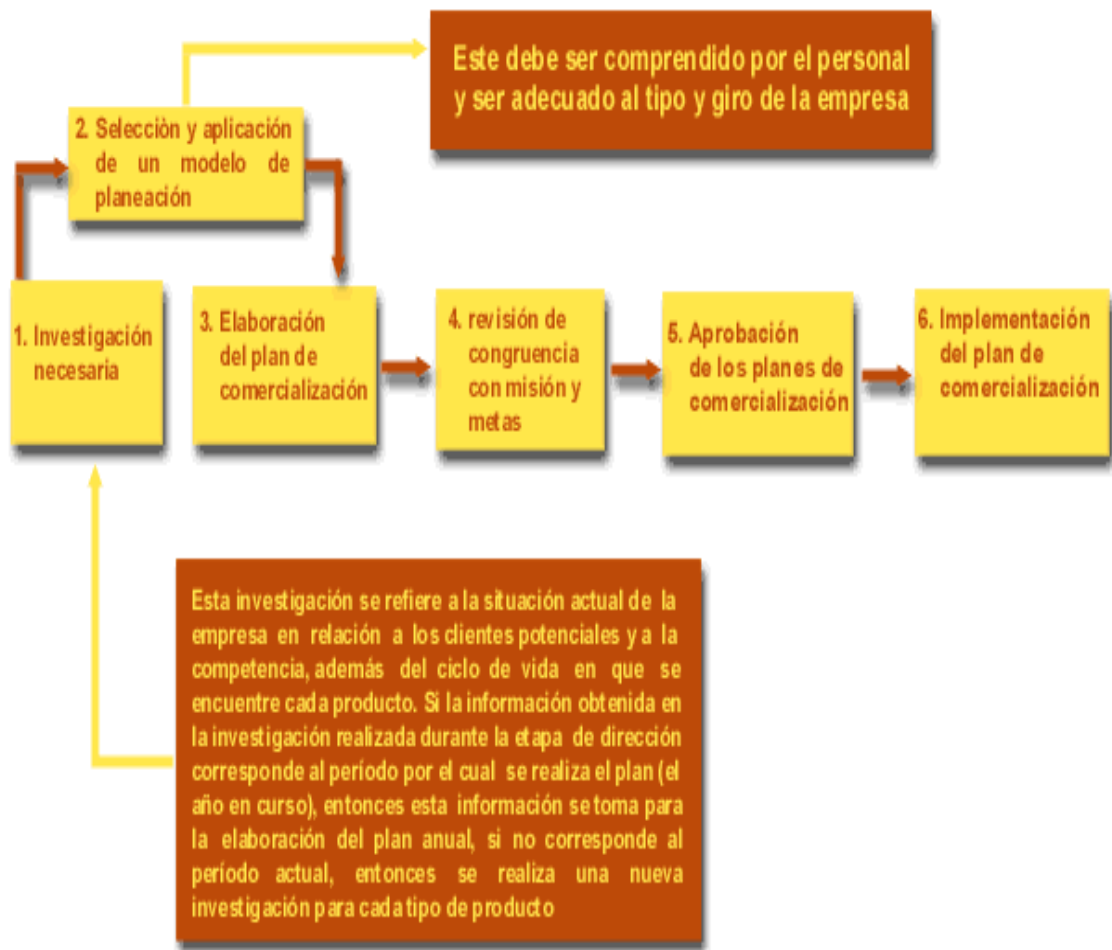 Este debe ser comprendido por el personal
y ser adecuado al tipo y giro de la empresa
2. Selecciòn y aplicación
de un modelo de
planeación
1. Investigación
necesaria
3. Elaboración
del plan de
comercialización
4. revisión de
congruencia
con misión y
metas
5. Aprobación
de los planes de
comercialización
6. Implementación
del plan de
comercialización
Esta investigación se refiere a la situación actual de la
empresa en relación a los clientes potenciales y a la
competencia, además del ciclo de vida en que se
encuentre cada producto. Si la información obtenida en
la investigación realizada durante la etapa de dirección
corresponde al período por el cual se realiza el plan (el
año en curso), entonces esta información se toma para
la elaboración del plan anual, si no corresponde al
período actual, entonces se realiza una nueva
investigación para cada tipo de producto